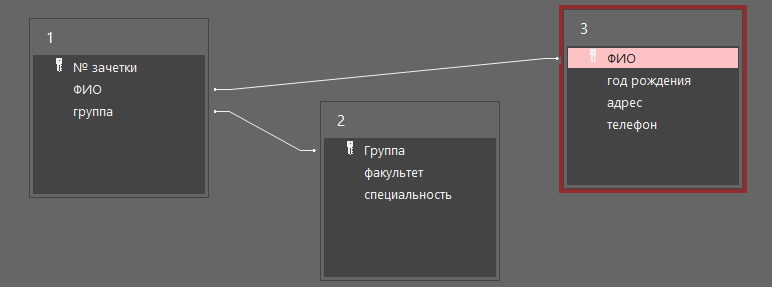 1
№ зачетки
ФИО
группа
2
Группа
факультет
специальность
3
ФИО
год рождения
адрес
телефон